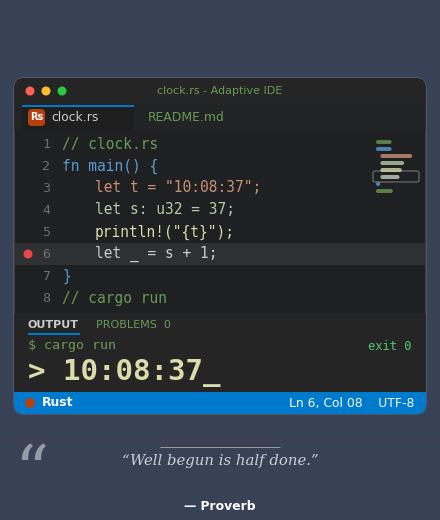 clock.rs - Adaptive IDE
Rs clock.rs README.md
1 // clock.rs
2 fn main() {
3 let t = "10:08:37";
4 let s: u32 = 37;
5 println!("{t}");
6 let _ = s + 1;
7 }
8 // cargo run
OUTPUT PROBLEMS 0
$ cargo run exit 0
> 10:08:37_
Rust Ln 6, Col 08 UTF-8
“
“Well begun is half done.”
— Proverb